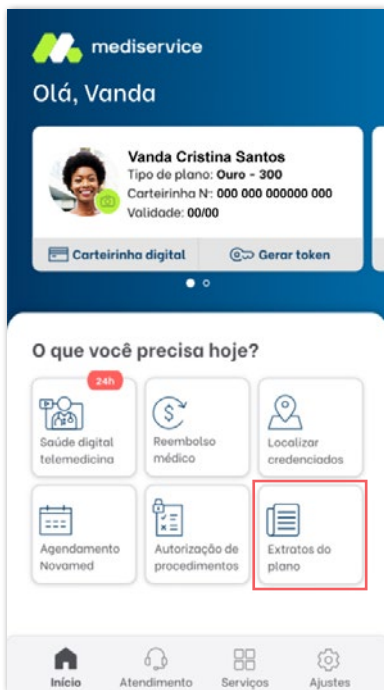 mediservice
Olá, Vanda
Vanda Cristina Santos
Tipo de plano: Ouro - 300
Carteirinha Nº: 000 000 000000 000
Validade: 00/00
Carteirinha digital
Gerar token
O que você precisa hoje?
24h
Saúde digital
telemedicina
Reembolso
médico
Localizar
credenciados
Agendamento
Novamed
Autorização de
procedimentos
Extratos do
plano
Início
Atendimento
Serviços
Ajustes